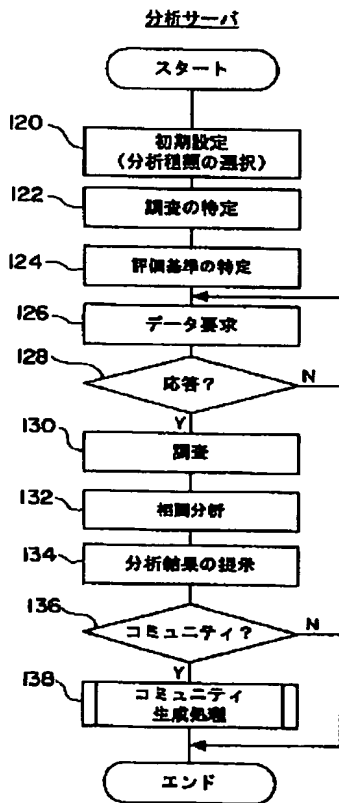 分析サーバ
スタート
120
初期設定
(分析種類の選択)
122
調査の特定
124
評価基準の特定
126
データ要求
128
応答?
N
Y
130
調査
132
相関分析
134
分析結果の提示
136
コミュニティ?
N
Y
138
コミュニティ
生成処理
エンド